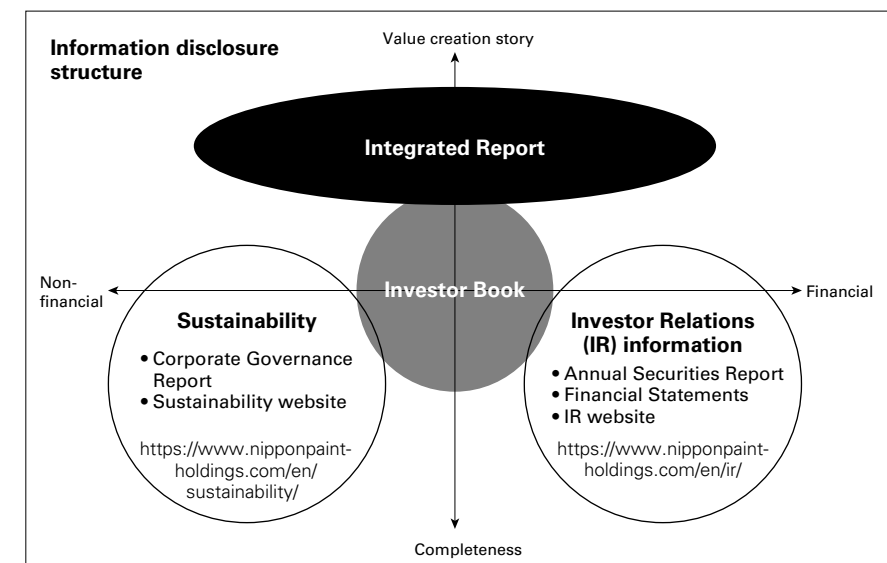 Information disclosure
structure
Value creation story
Integrated Report
Non-
financial
Investor Book
Financial
Sustainability
• Corporate Governance
Report
• Sustainability website
https://www.nipponpaint-
holdings.com/en/
sustainability/
Investor Relations
(IR) information
• Annual Securities Report
• Financial Statements
• IR website
https://www.nipponpaint-
holdings.com/en/ir/
Completeness